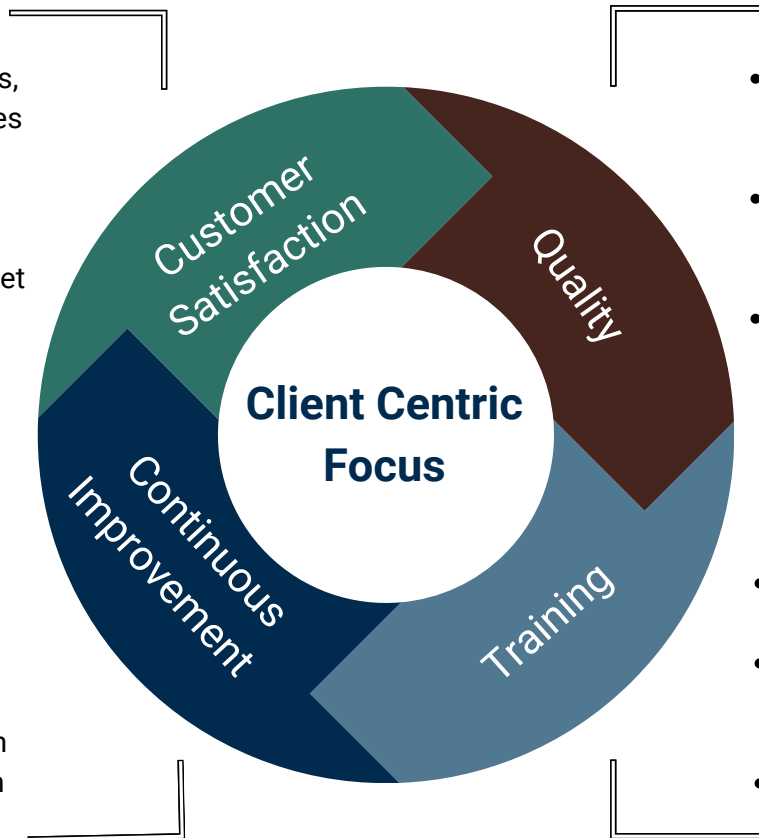 s,
es
et
Customer
Satisfaction
Quality
Client Centric
Focus
Continuous
Improvement
Training
n
n